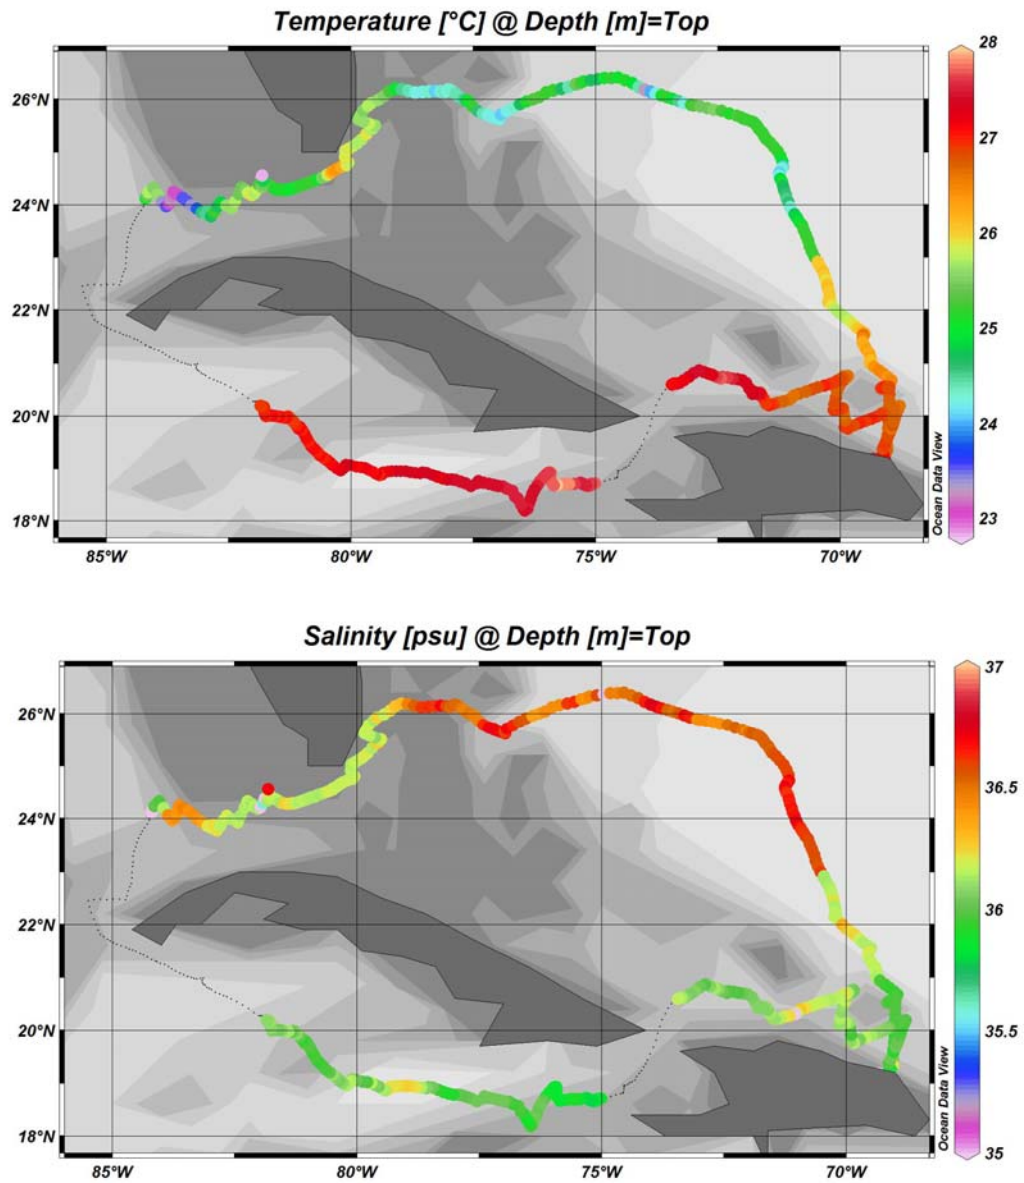 Temperature [°C] @ Depth [m]=Top
28
26°N
27
24°N
26
22°N
25
20°N
24
18°N
23
Ocean Data View
85°W 80°W 75°W 70°W
Salinity [psu] @ Depth [m]=Top
37
26°N
36.5
24°N
22°N
36
20°N
35.5
18°N
35
Ocean Data View
85°W 80°W 75°W 70°W